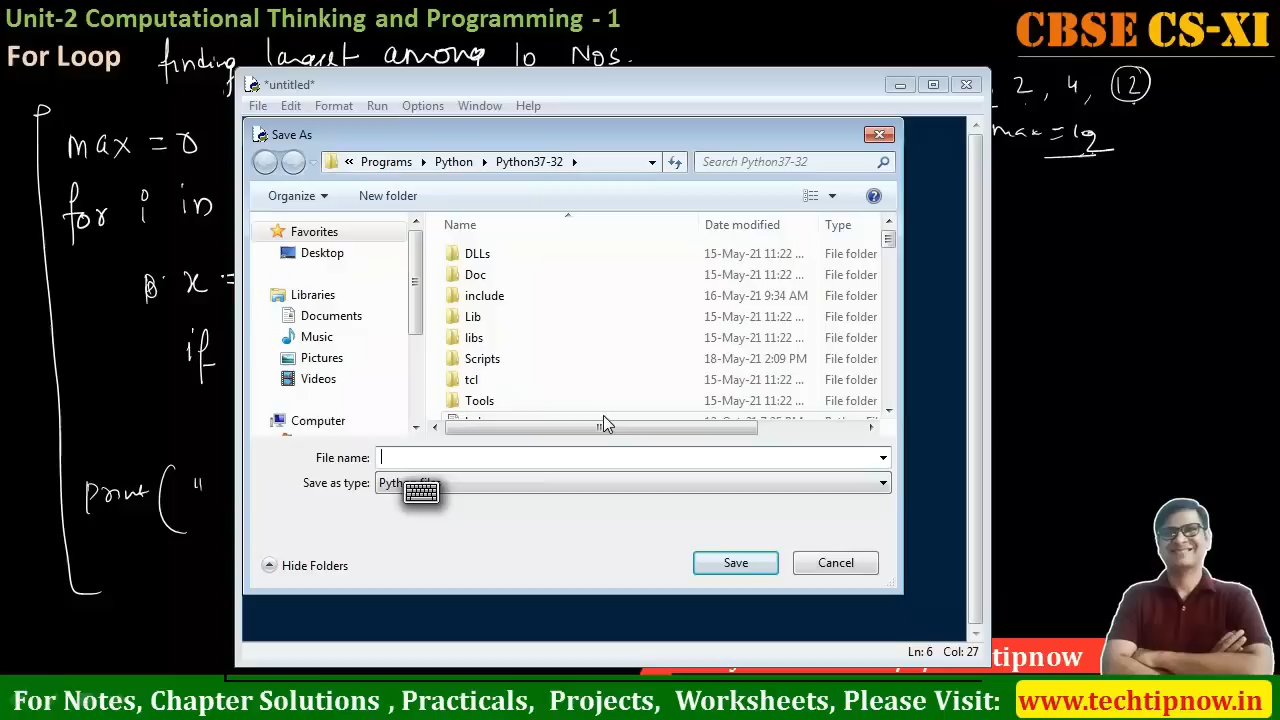 Unit-2 Computational Thinking and Programming - 1
CBSE CS-XI
For Loop finding largest among 10 Nos.
2, 4, 12
max = 12
max = 0
for i in
x =
if
print("
*untitled*
File Edit Format Run Options Window Help
Save As
« Programs Python Python37-32
Search Python37-32
Organize New folder
Favorites
Desktop
Libraries
Documents
Music
Pictures
Videos
Computer
Name Date modified Type
DLLs 15-May-21 11:22 ... File folder
Doc 15-May-21 11:22 ... File folder
include 16-May-21 9:34 AM File folder
Lib 15-May-21 11:22 ... File folder
libs 15-May-21 11:22 ... File folder
Scripts 18-May-21 2:09 PM File folder
tcl 15-May-21 11:22 ... File folder
Tools 15-May-21 11:22 ... File folder
File name:
Save as type: Python
Hide Folders
Save Cancel
Ln: 6 Col: 27
tipnow
For Notes, Chapter Solutions , Practicals, Projects, Worksheets, Please Visit: www.techtipnow.in